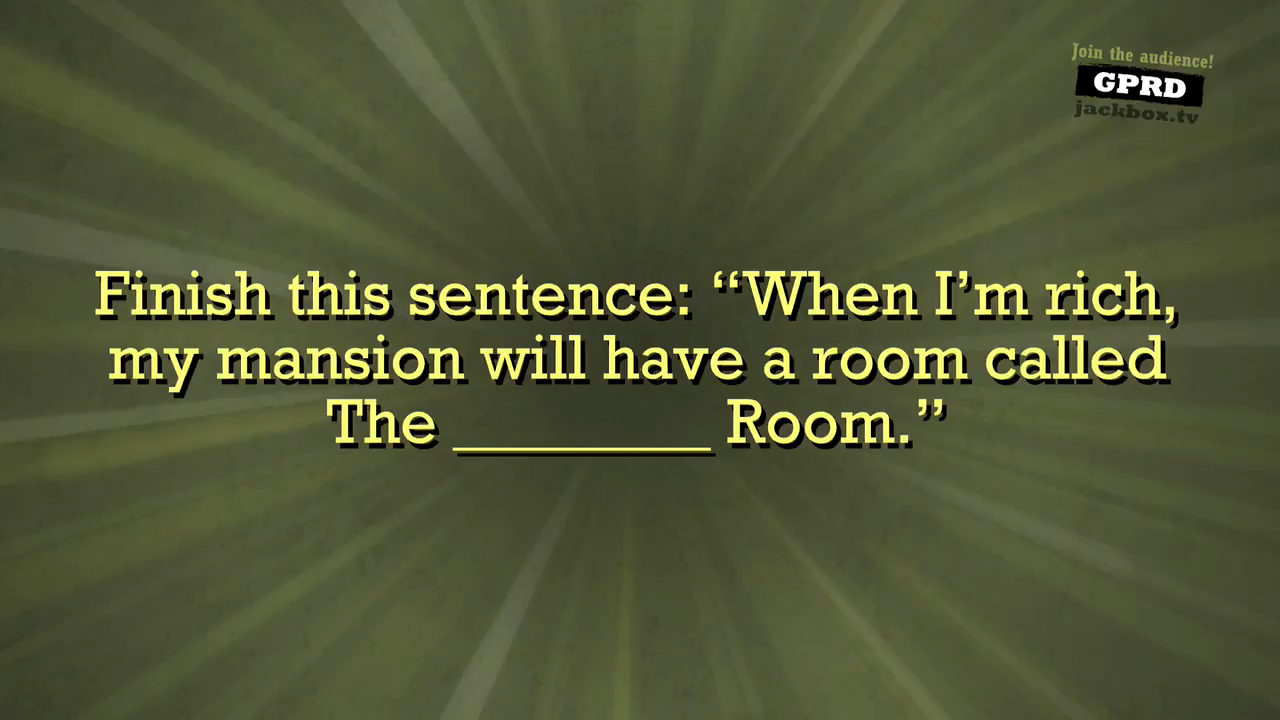 Join the audience!
GPRD
jackbox.tv
Finish this sentence: “When I’m rich,
my mansion will have a room called
The ________ Room.”